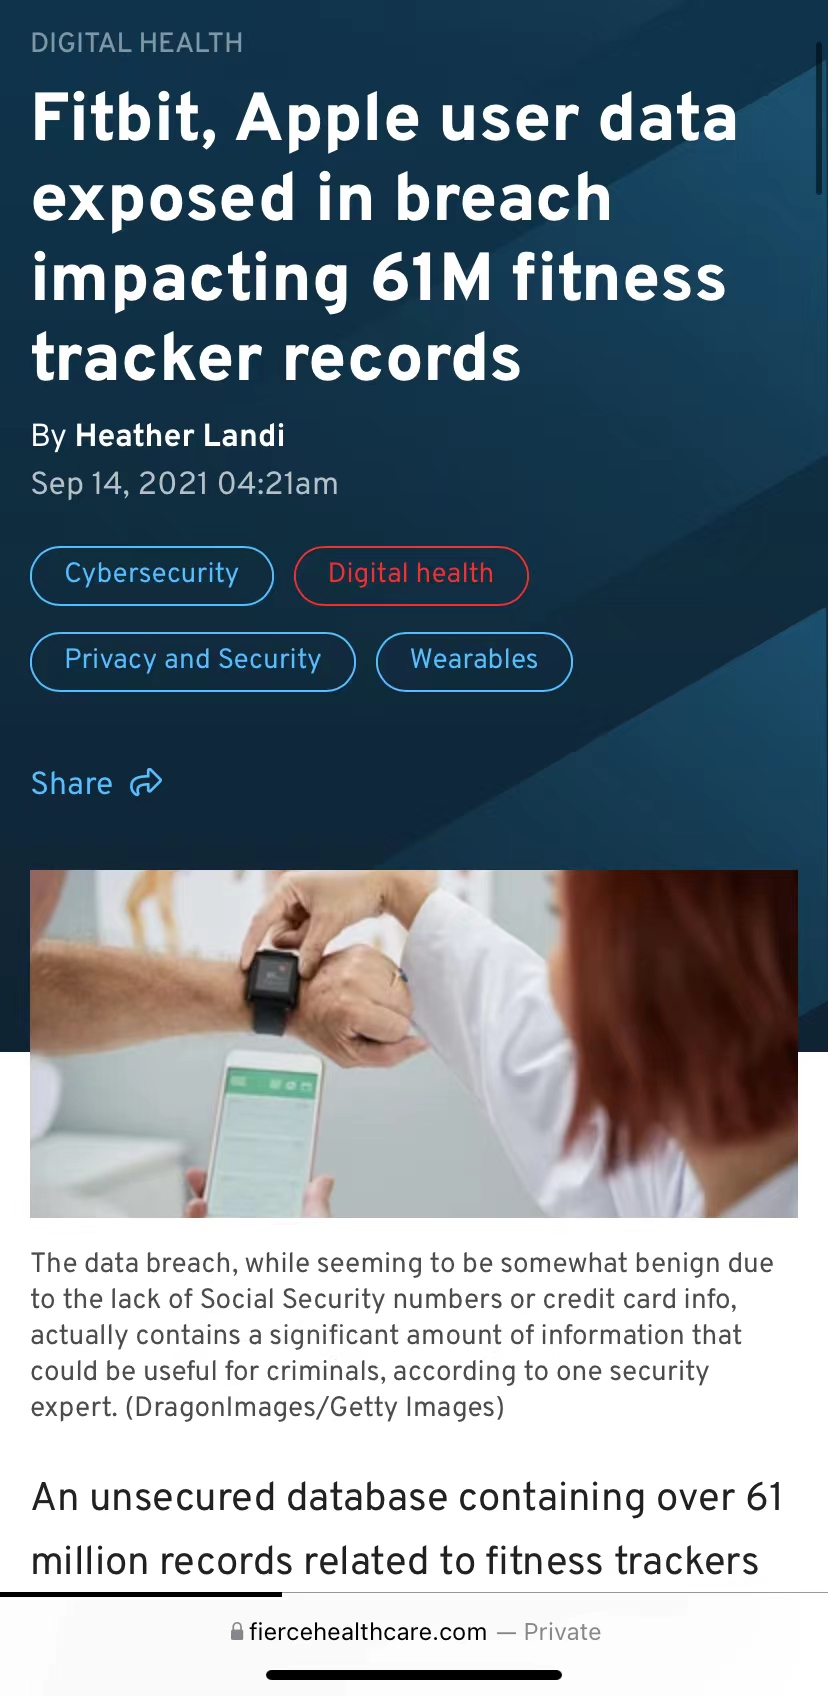 DIGITAL HEALTH
Fitbit, Apple user data
exposed in breach
impacting 61M fitness
tracker records
By Heather Landi
Sep 14, 2021 04:21am
Cybersecurity
Digital health
Privacy and Security
Wearables
Share
The data breach, while seeming to be somewhat benign due
to the lack of Social Security numbers or credit card info,
actually contains a significant amount of information that
could be useful for criminals, according to one security
expert. (DragonImages/Getty Images)
An unsecured database containing over 61
million records related to fitness trackers
fiercehealthcare.com — Private